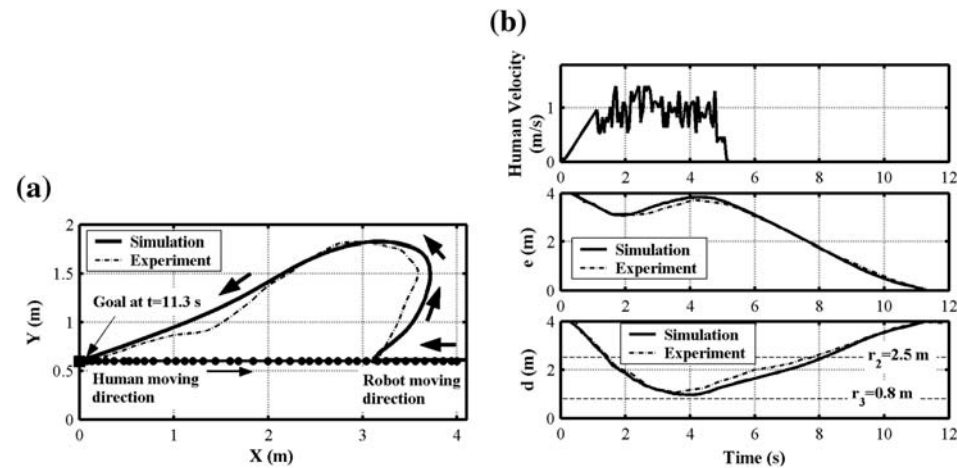 (a)
Y (m)
2
1.5
1
0.5
0
Simulation
Experiment
Goal at t=11.3 s
Human moving
direction
Robot moving
direction
0 1 2 3 4
X (m)
(b)
Human Velocity
(m/s)
1
0
0 2 4 6 8 10 12
e (m)
4
2
0
Simulation
Experiment
0 2 4 6 8 10 12
d (m)
4
2
0
Simulation
Experiment
r2=2.5 m
r3=0.8 m
0 2 4 6 8 10 12
Time (s)